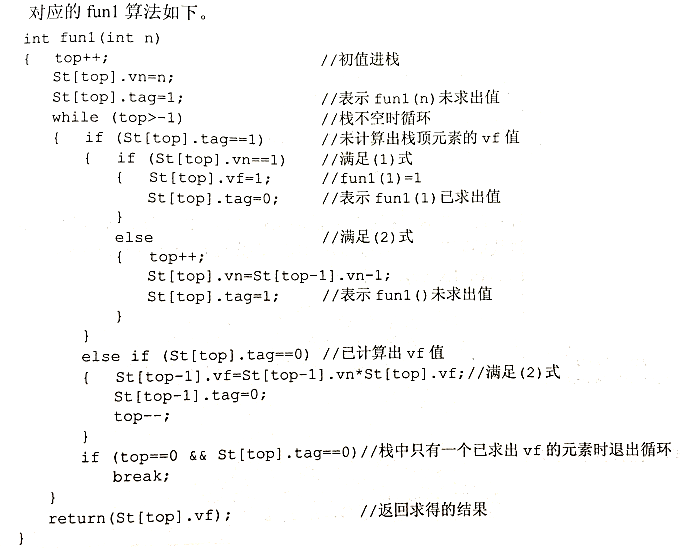 对应的 fun1 算法如下。
int fun1(int n)
{ top++; //初值进栈
St[top].vn=n;
St[top].tag=1; //表示 fun1(n)未求出值
while (top>-1) //栈不空时循环
{ if (St[top].tag==1) //未计算出栈顶元素的 vf 值
{ if (St[top].vn==1) //满足(1)式
{ St[top].vf=1; //fun1(1)=1
St[top].tag=0; //表示 fun1(1)已求出值
}
else //满足(2)式
{ top++;
St[top].vn=St[top-1].vn-1;
St[top].tag=1; //表示 fun1()未求出值
}
}
else if (St[top].tag==0) //已计算出 vf 值
{ St[top-1].vf=St[top-1].vn*St[top].vf;//满足(2)式
St[top-1].tag=0;
top--;
}
if (top==0 && St[top].tag==0)//栈中只有一个已求出 vf 的元素时退出循环
break;
}
return(St[top].vf); //返回求得的结果
}